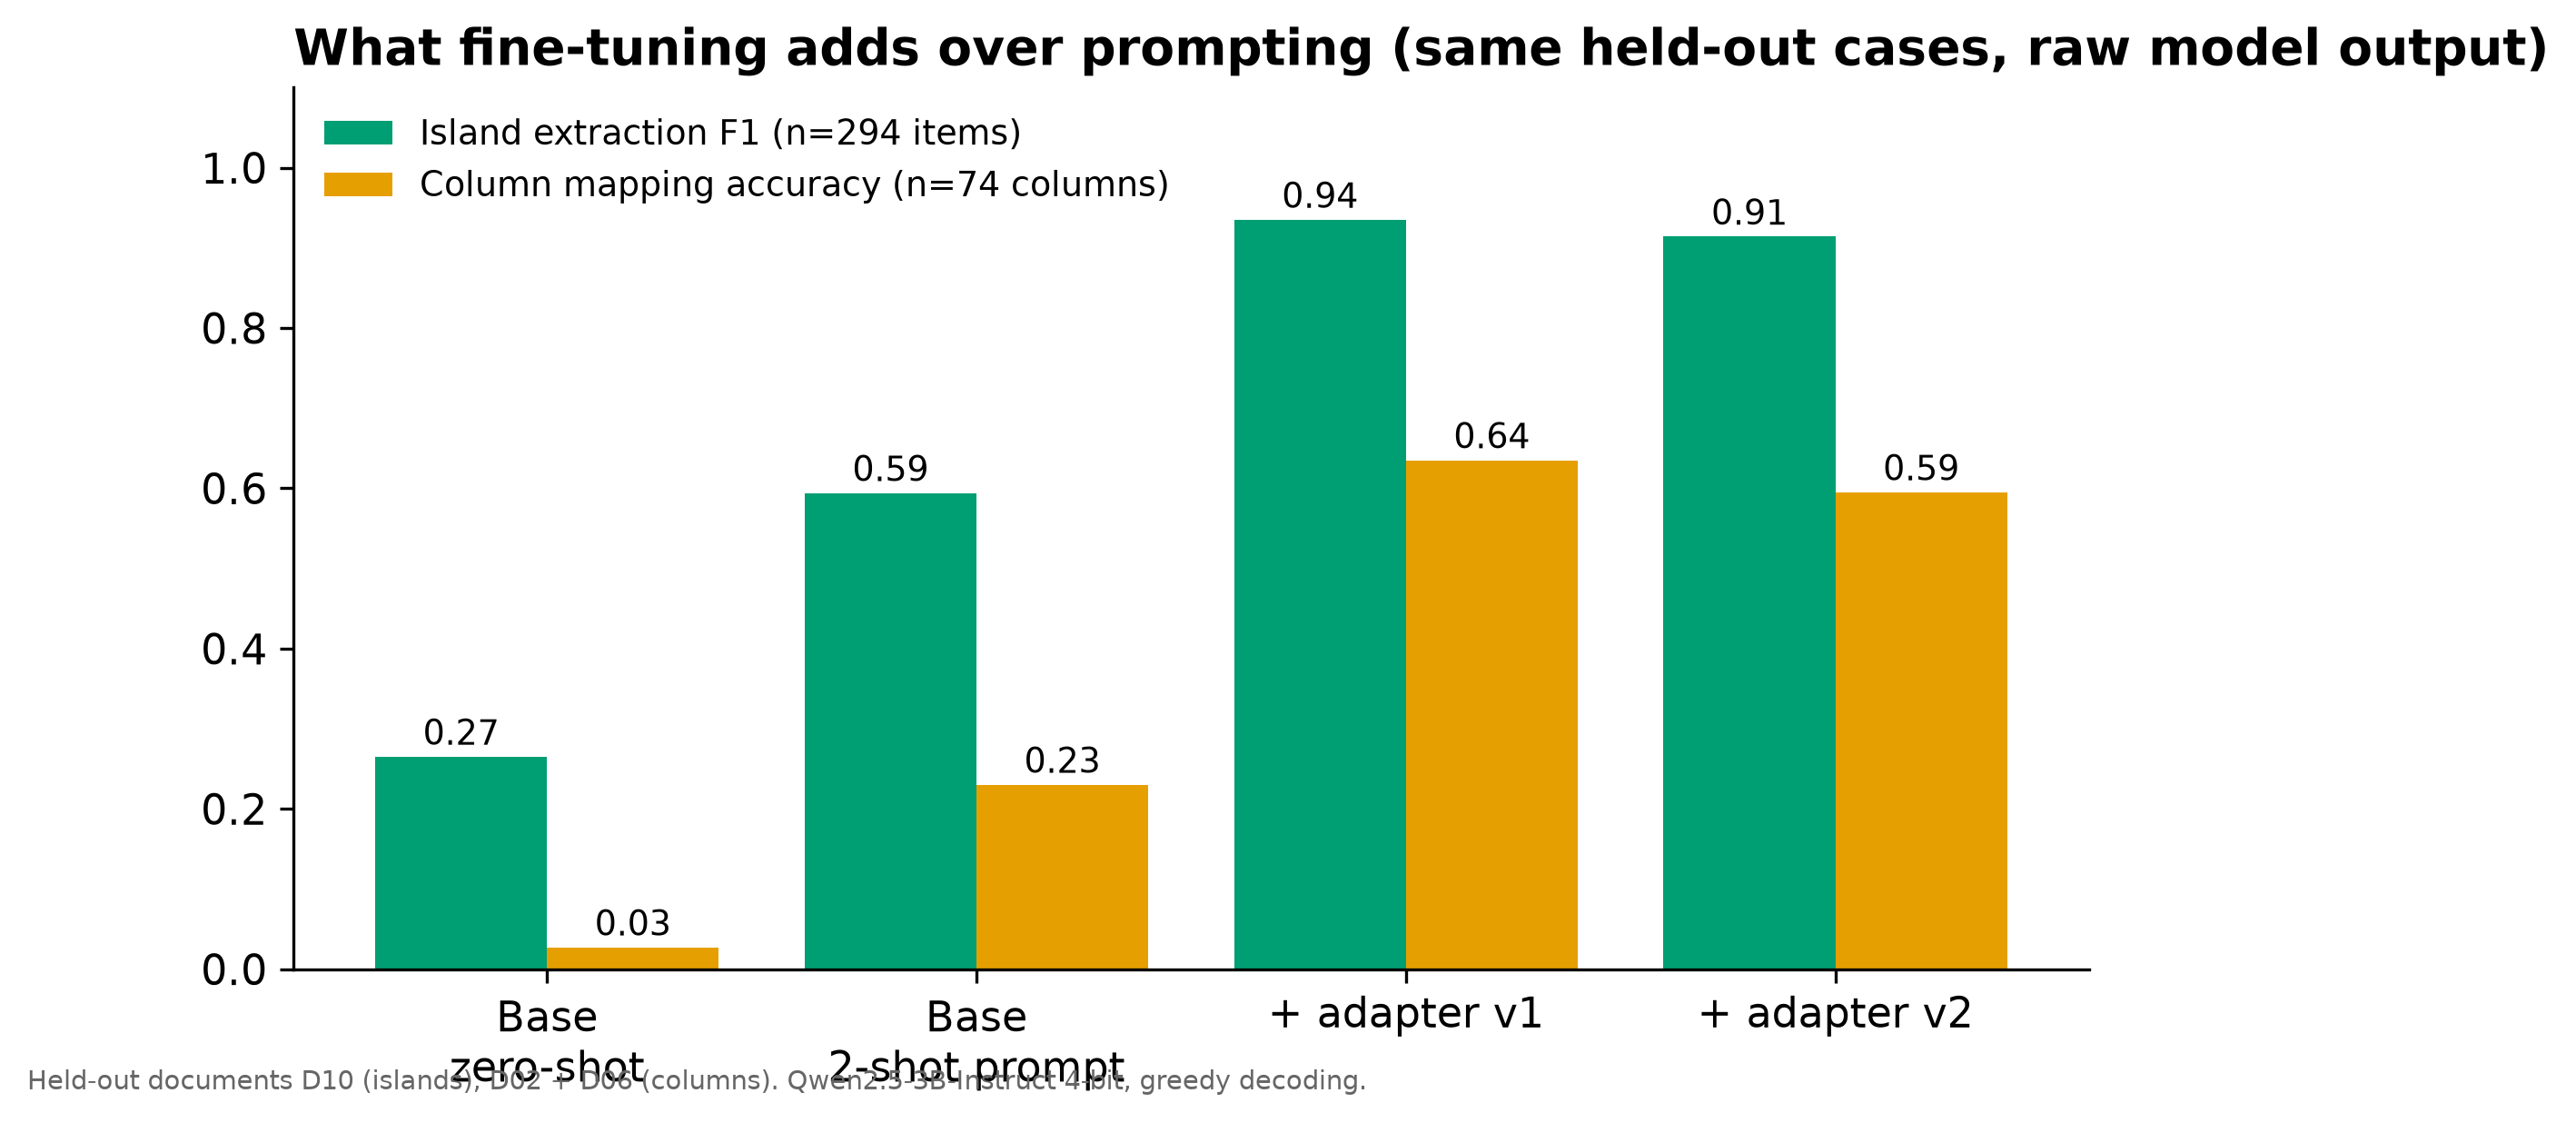 What fine-tuning adds over prompting (same held-out cases, raw model output)
Island extraction F1 (n=294 items)
Column mapping accuracy (n=74 columns)
1.0
0.8
0.6
0.4
0.2
0.0
0.27
0.03
0.59
0.23
0.94
0.64
0.91
0.59
Base
zero-shot
Base
2-shot prompt
+ adapter v1
+ adapter v2
Held-out documents D10 (islands), D02 + D06 (columns). Qwen2.5-3B-Instruct 4-bit, greedy decoding.